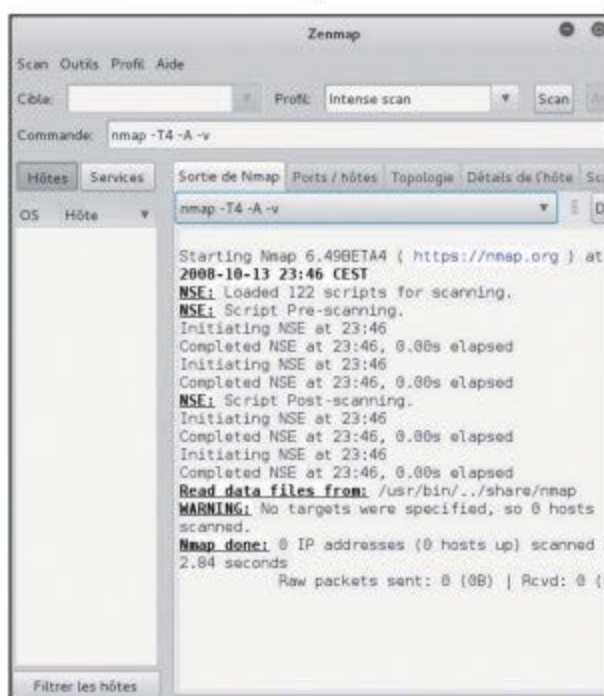 Zenmap
Scan Outils Profil Aide
Cible: Profil: Intense scan Scan
Commande: nmap -T4 -A -v
Hôtes Services Sortie de Nmap Ports / hôtes Topologie Détails de l'hôte Sc
OS Hôte nmap -T4 -A -v D
Starting Nmap 6.49BETA4 ( https://nmap.org ) at
2008-10-13 23:46 CEST
NSE: Loaded 122 scripts for scanning.
NSE: Script Pre-scanning.
Initiating NSE at 23:46
Completed NSE at 23:46, 0.00s elapsed
Initiating NSE at 23:46
Completed NSE at 23:46, 0.00s elapsed
NSE: Script Post-scanning.
Initiating NSE at 23:46
Completed NSE at 23:46, 0.00s elapsed
Initiating NSE at 23:46
Completed NSE at 23:46, 0.00s elapsed
Read data files from: /usr/bin/../share/nmap
WARNING: No targets were specified, so 0 hosts
scanned.
Nmap done: 0 IP addresses (0 hosts up) scanned
2.84 seconds
Raw packets sent: 0 (0B) | Rcvd: 0 (
Filtrer les hôtes